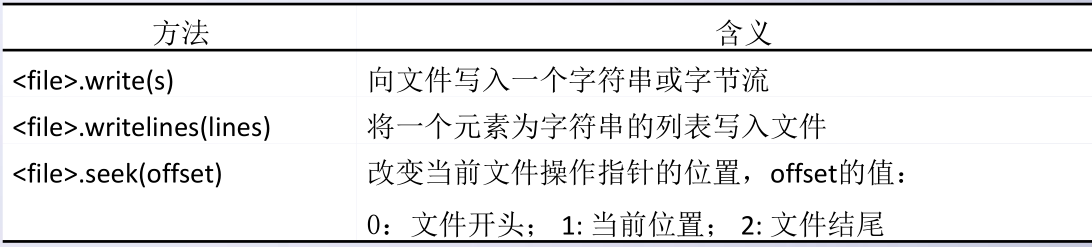 方法 含义
<file>.write(s) 向文件写入一个字符串或字节流
<file>.writelines(lines) 将一个元素为字符串的列表写入文件
<file>.seek(offset) 改变当前文件操作指针的位置，offset的值：
0：文件开头； 1: 当前位置； 2: 文件结尾